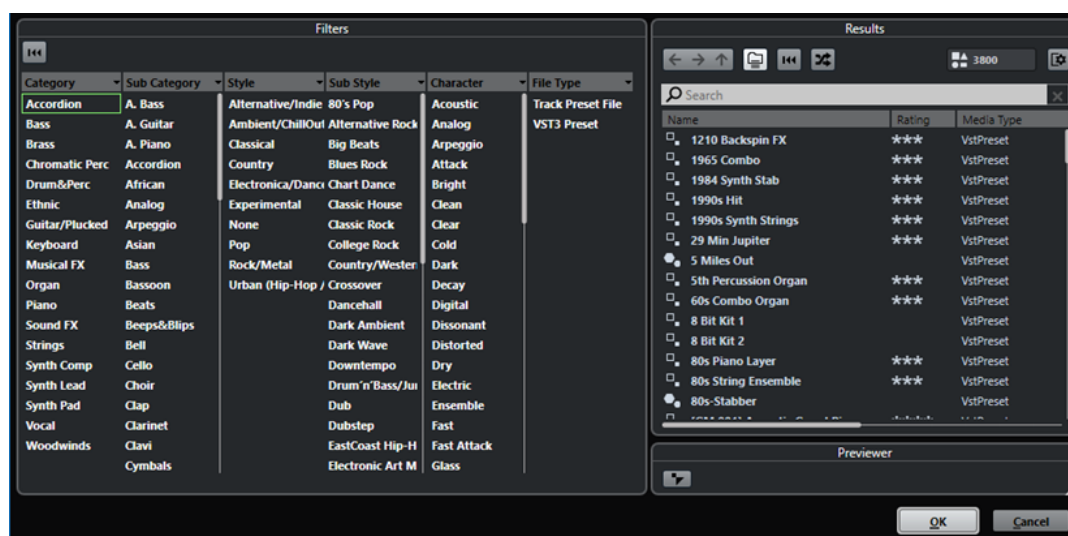 Filters
Category Sub Category Style Sub Style Character File Type
Accordion A. Bass Alternative/Indie 80's Pop Acoustic Track Preset File
Bass A. Guitar Ambient/ChillOut Alternative Rock Analog VST3 Preset
Brass A. Piano Classical Big Beats Arpeggio
Chromatic Perc Accordion Country Blues Rock Attack
Drum&Perc African Electronica/Danc Chart Dance Bright
Ethnic Analog Experimental Classic House Clean
Guitar/Plucked Arpeggio None Classic Rock Clear
Keyboard Asian Pop College Rock Cold
Musical FX Bass Rock/Metal Country/Wester Dark
Organ Bassoon Urban (Hip-Hop / Crossover Decay
Piano Beats Dancehall Digital
Sound FX Beeps&Blips Dark Ambient Dissonant
Strings Bell Dark Wave Distorted
Synth Comp Cello Downtempo Dry
Synth Lead Choir Drum'n'Bass/Ju Electric
Synth Pad Clap Dub Ensemble
Vocal Clarinet Dubstep Fast
Woodwinds Clavi EastCoast Hip-H Fast Attack
Cymbals Electronic Art M Glass
Results
3800
Search
Name Rating Media Type
1210 Backspin FX *** VstPreset
1965 Combo *** VstPreset
1984 Synth Stab *** VstPreset
1990s Hit *** VstPreset
1990s Synth Strings *** VstPreset
29 Min Jupiter *** VstPreset
5 Miles Out VstPreset
5th Percussion Organ *** VstPreset
60s Combo Organ *** VstPreset
8 Bit Kit 1 VstPreset
8 Bit Kit 2 VstPreset
80s Piano Layer *** VstPreset
80s String Ensemble *** VstPreset
80s-Stabber VstPreset
Previewer
OK Cancel